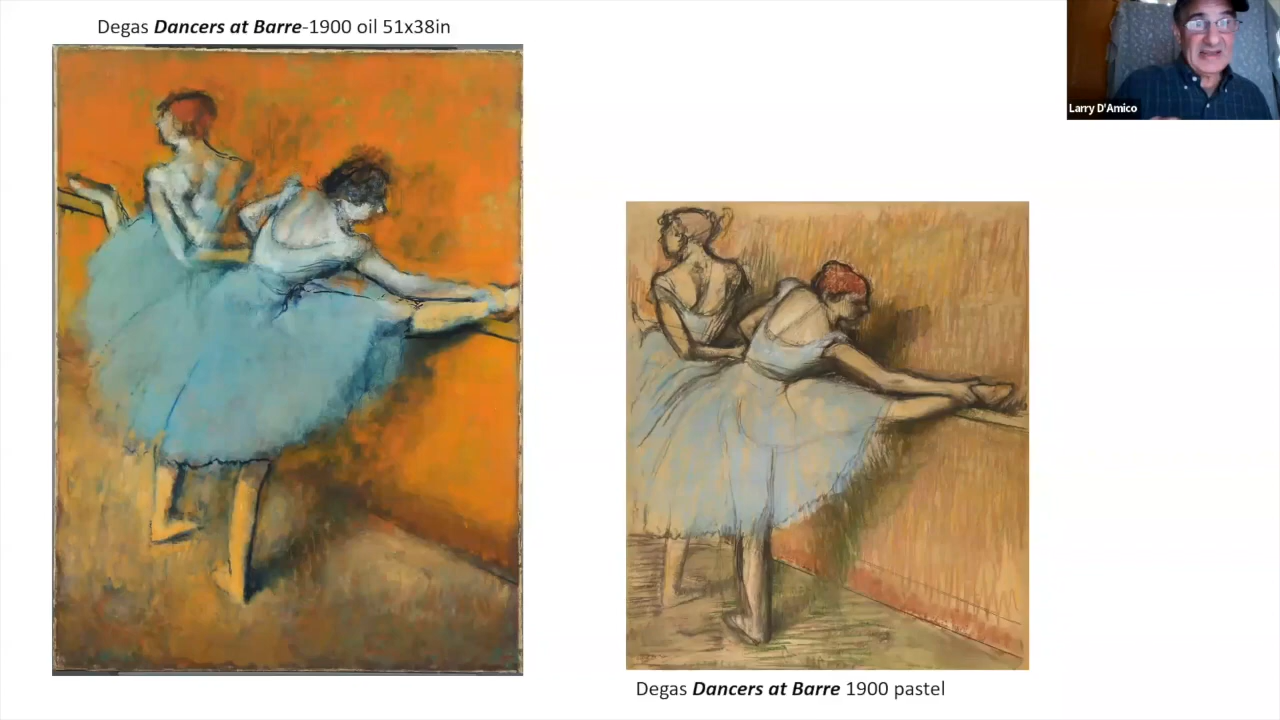 Degas Dancers at Barre-1900 oil 51x38in
Larry D'Amico
Degas Dancers at Barre 1900 pastel